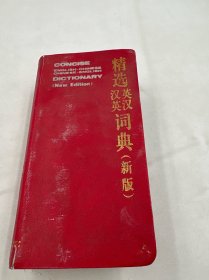 CONCISE
ENGLISH-CHINESE
CHINESE-ENGLISH
DICTIONARY
(New Edition)
精选英汉汉英词典(新版)